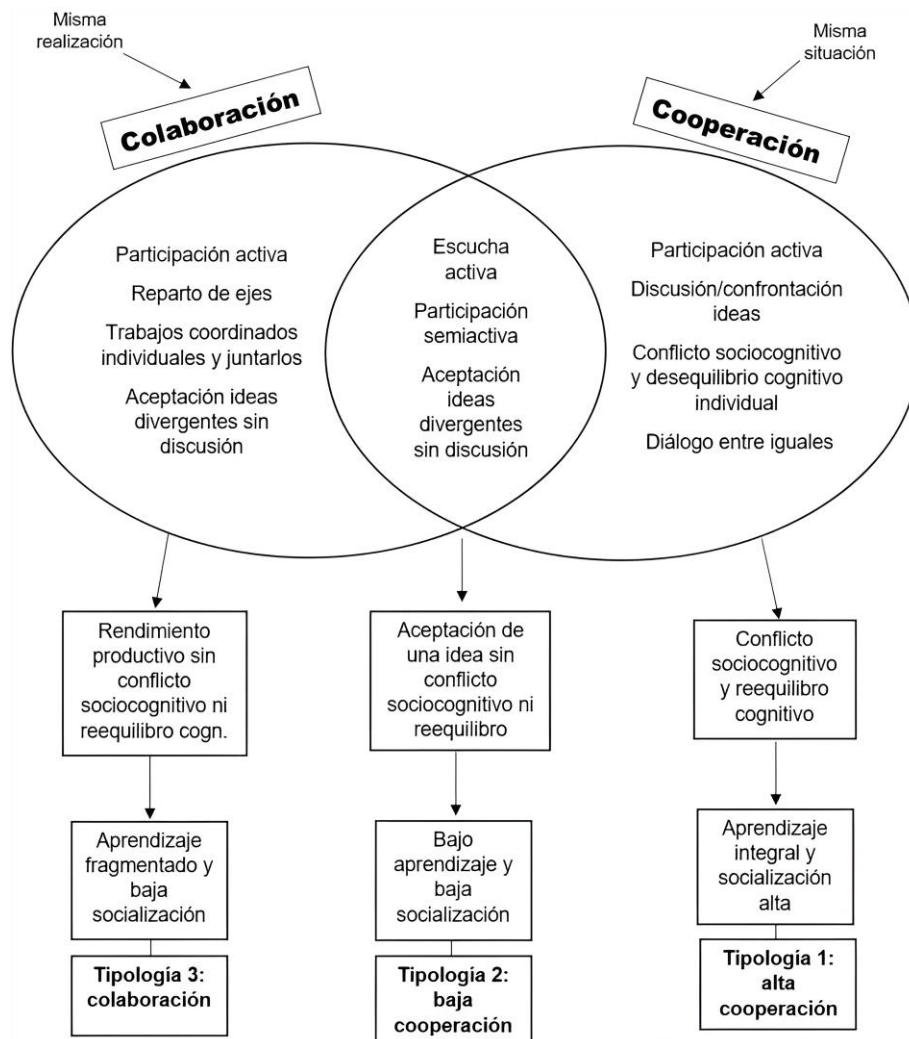 Misma
realización
Misma
situación
Colaboración
Cooperación
Participación activa
Reparto de ejes
Trabajos coordinados
individuales y juntarlos
Aceptación ideas
divergentes sin
discusión
Escucha
activa
Participación
semiactiva
Aceptación
ideas
divergentes
sin discusión
Participación activa
Discusión/confrontación
ideas
Conflicto sociocognitivo
y desequilibrio cognitivo
individual
Diálogo entre iguales
Rendimiento
productivo sin
conflicto
sociocognitivo ni
reequilibro cogn.
Aceptación de
una idea sin
conflicto
sociocognitivo ni
reequilibro
Conflicto
sociocognitivo
y reequilibro
cognitivo
Aprendizaje
fragmentado y
baja
socialización
Bajo
aprendizaje y
baja
socialización
Aprendizaje
integral y
socialización
alta
Tipología 3:
colaboración
Tipología 2:
baja
cooperación
Tipología 1:
alta
cooperación